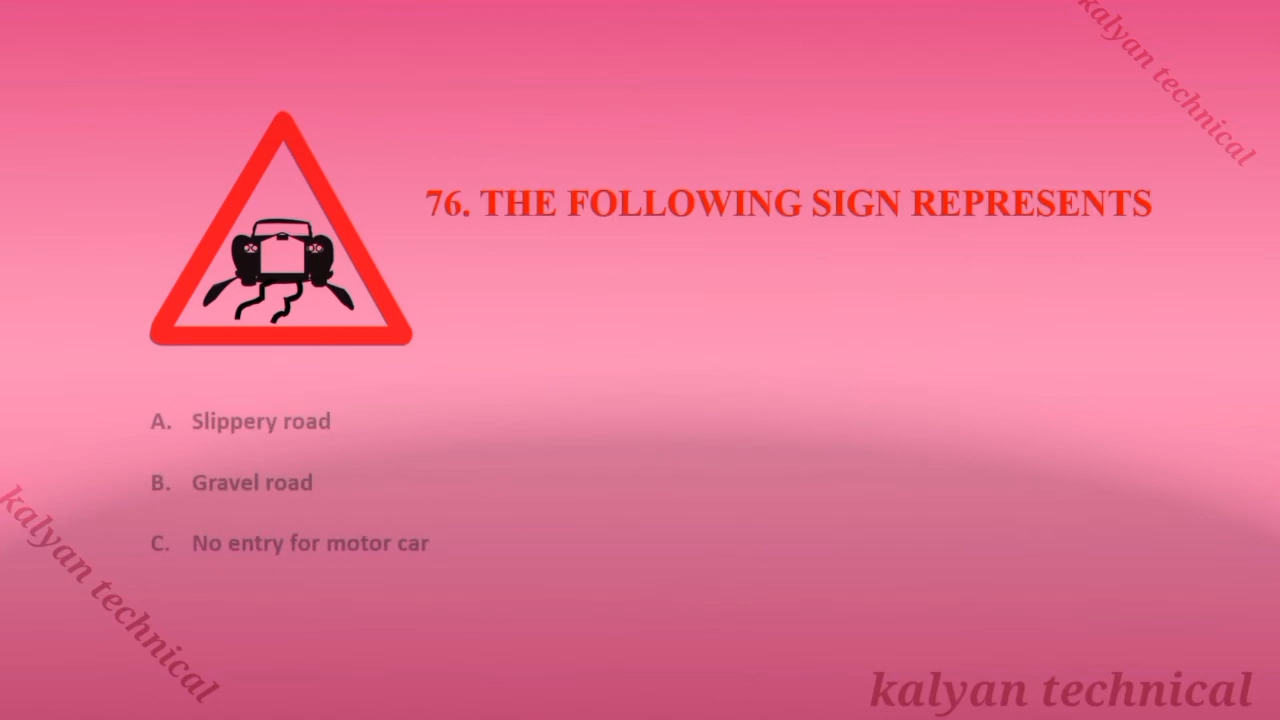 kalyan technical
76. THE FOLLOWING SIGN REPRESENTS
A. Slippery road
B. Gravel road
C. No entry for motor car
kalyan technical
kalyan technical